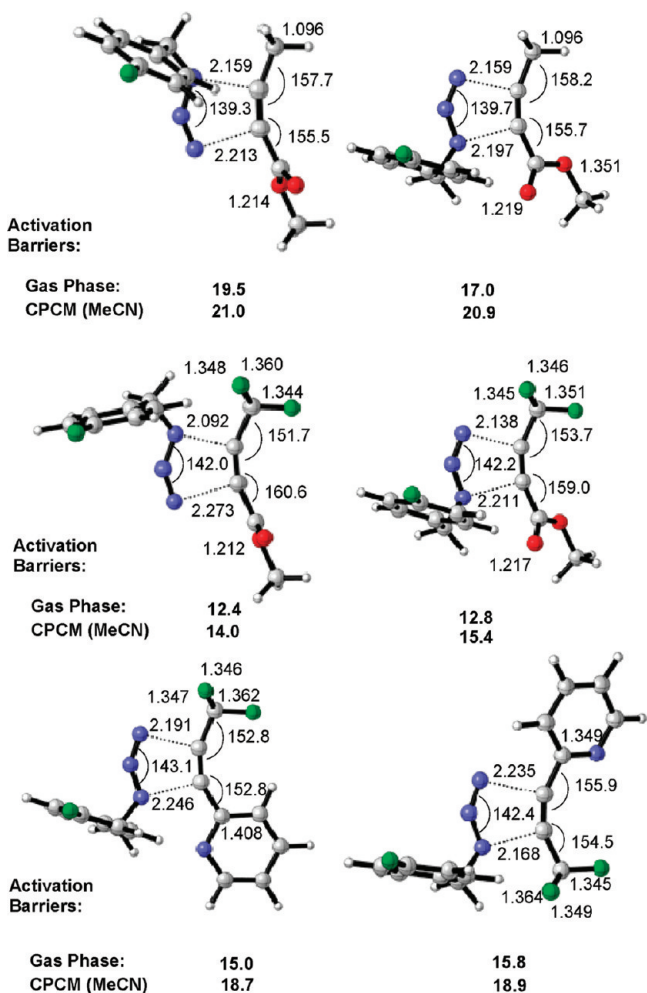 1.096 1.096
2.159 2.159
157.7 158.2
139.3 139.7
155.5 155.7
2.213 2.197
1.351
1.214 1.219
Activation
Barriers:
Gas Phase: 19.5 17.0
CPCM (MeCN) 21.0 20.9
1.360 1.346
1.348 1.344 1.345 1.351
2.092 2.138
151.7 153.7
142.0 142.2
160.6 159.0
2.273 2.211
1.212 1.217
Activation
Barriers:
Gas Phase: 12.4 12.8
CPCM (MeCN) 14.0 15.4
1.346
1.347 1.362
2.191 1.349
152.8 2.235
143.1 155.9
152.8 142.4
2.246 154.5
1.408 2.168
1.364 1.345
1.349
Activation
Barriers:
Gas Phase: 15.0 15.8
CPCM (MeCN) 18.7 18.9